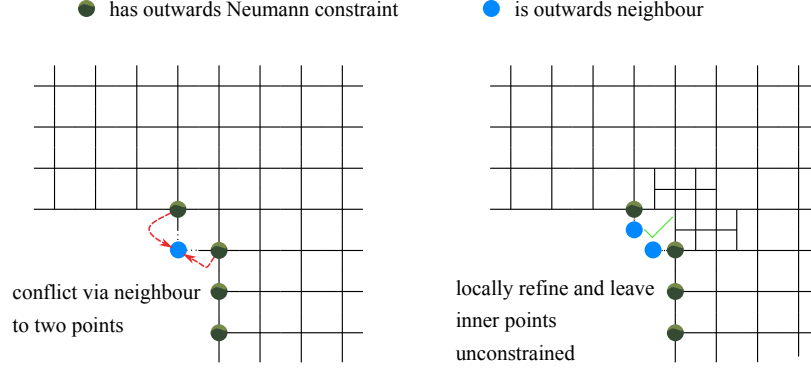 has outwards Neumann constraint
is outwards neighbour
conflict via neighbour
to two points
locally refine and leave
inner points
unconstrained